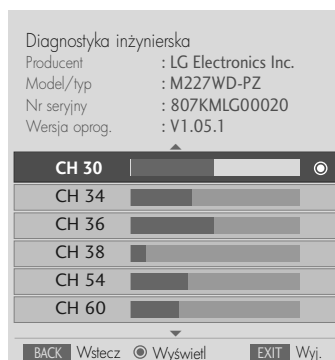 Diagnostyka inżynierska
Producent : LG Electronics Inc.
Model/typ : M227WD-PZ
Nr seryjny : 807KMLG00020
Wersja oprog. : V1.05.1
CH 30
CH 34
CH 36
CH 38
CH 54
CH 60
BACK Wstecz Wyświetl EXIT Wyj.